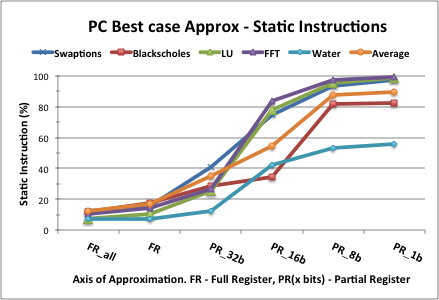 PC Best case Approx - Static Instructions
Swaptions Blackscholes LU FFT Water Average
Static Instruction (%)
100
80
60
40
20
0
FR_all FR PR_32b PR_16b PR_8b PR_1b
Axis of Approximation. FR - Full Register, PR(x bits) - Partial Register